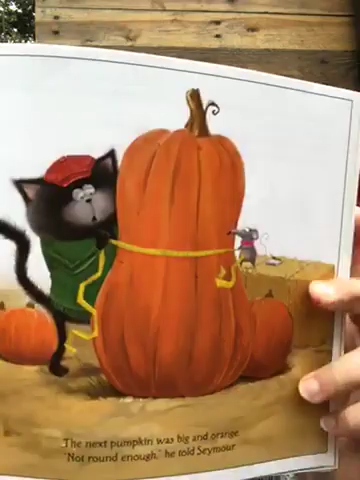 The next pumpkin was big and orange
"Not round enough," he told Seymour